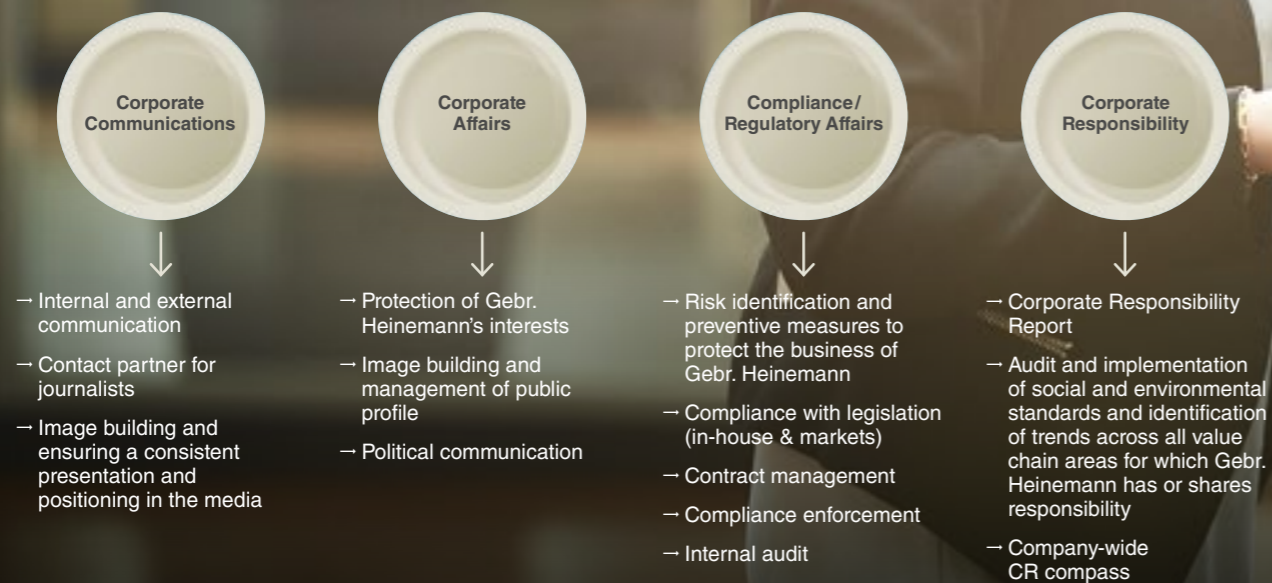 Corporate
Communications
→ Internal and external
communication
→ Contact partner for
journalists
→ Image building and
ensuring a consistent
presentation and
positioning in the media
Corporate
Affairs
→ Protection of Gebr.
Heinemann’s interests
→ Image building and
management of public
profile
→ Political communication
Compliance/
Regulatory Affairs
→ Risk identification and
preventive measures to
protect the business of
Gebr. Heinemann
→ Compliance with legislation
(in-house & markets)
→ Contract management
→ Compliance enforcement
→ Internal audit
Corporate
Responsibility
→ Corporate Responsibility
Report
→ Audit and implementation
of social and environmental
standards and identification
of trends across all value
chain areas for which Gebr.
Heinemann has or shares
responsibility
→ Company-wide
CR compass